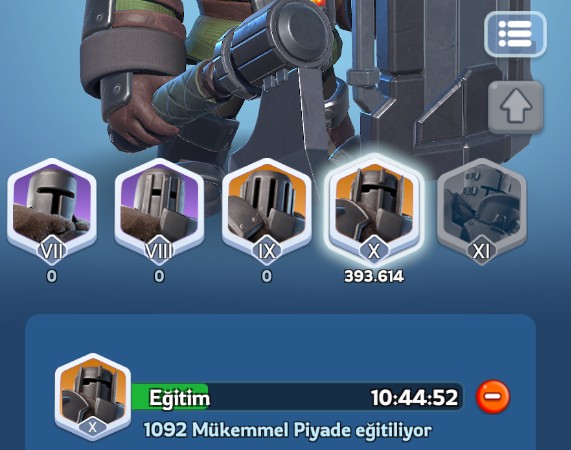 VII VIII IX X XI
0 0 0 393.614
Eğitim 10:44:52
X
1092 Mükemmel Piyade eğitiliyor